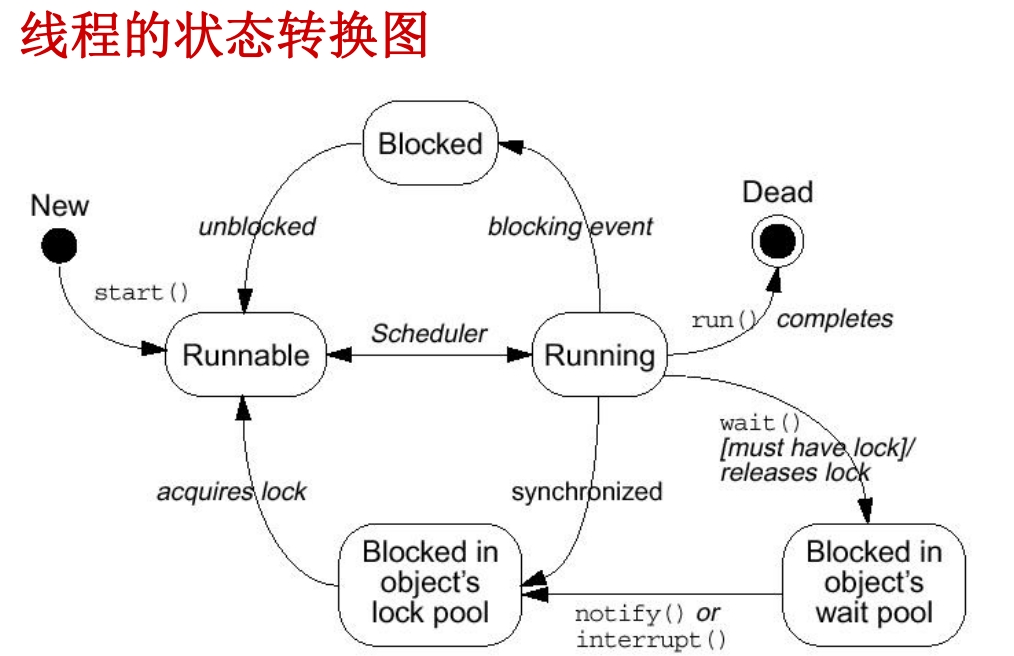 线程的状态转换图
Blocked
New
Dead
unblocked
blocking event
start()
run() completes
Scheduler
Runnable
Running
wait()
[must have lock]/
releases lock
acquires lock
synchronized
Blocked in
object’s
lock pool
Blocked in
object’s
wait pool
notify() or
interrupt()